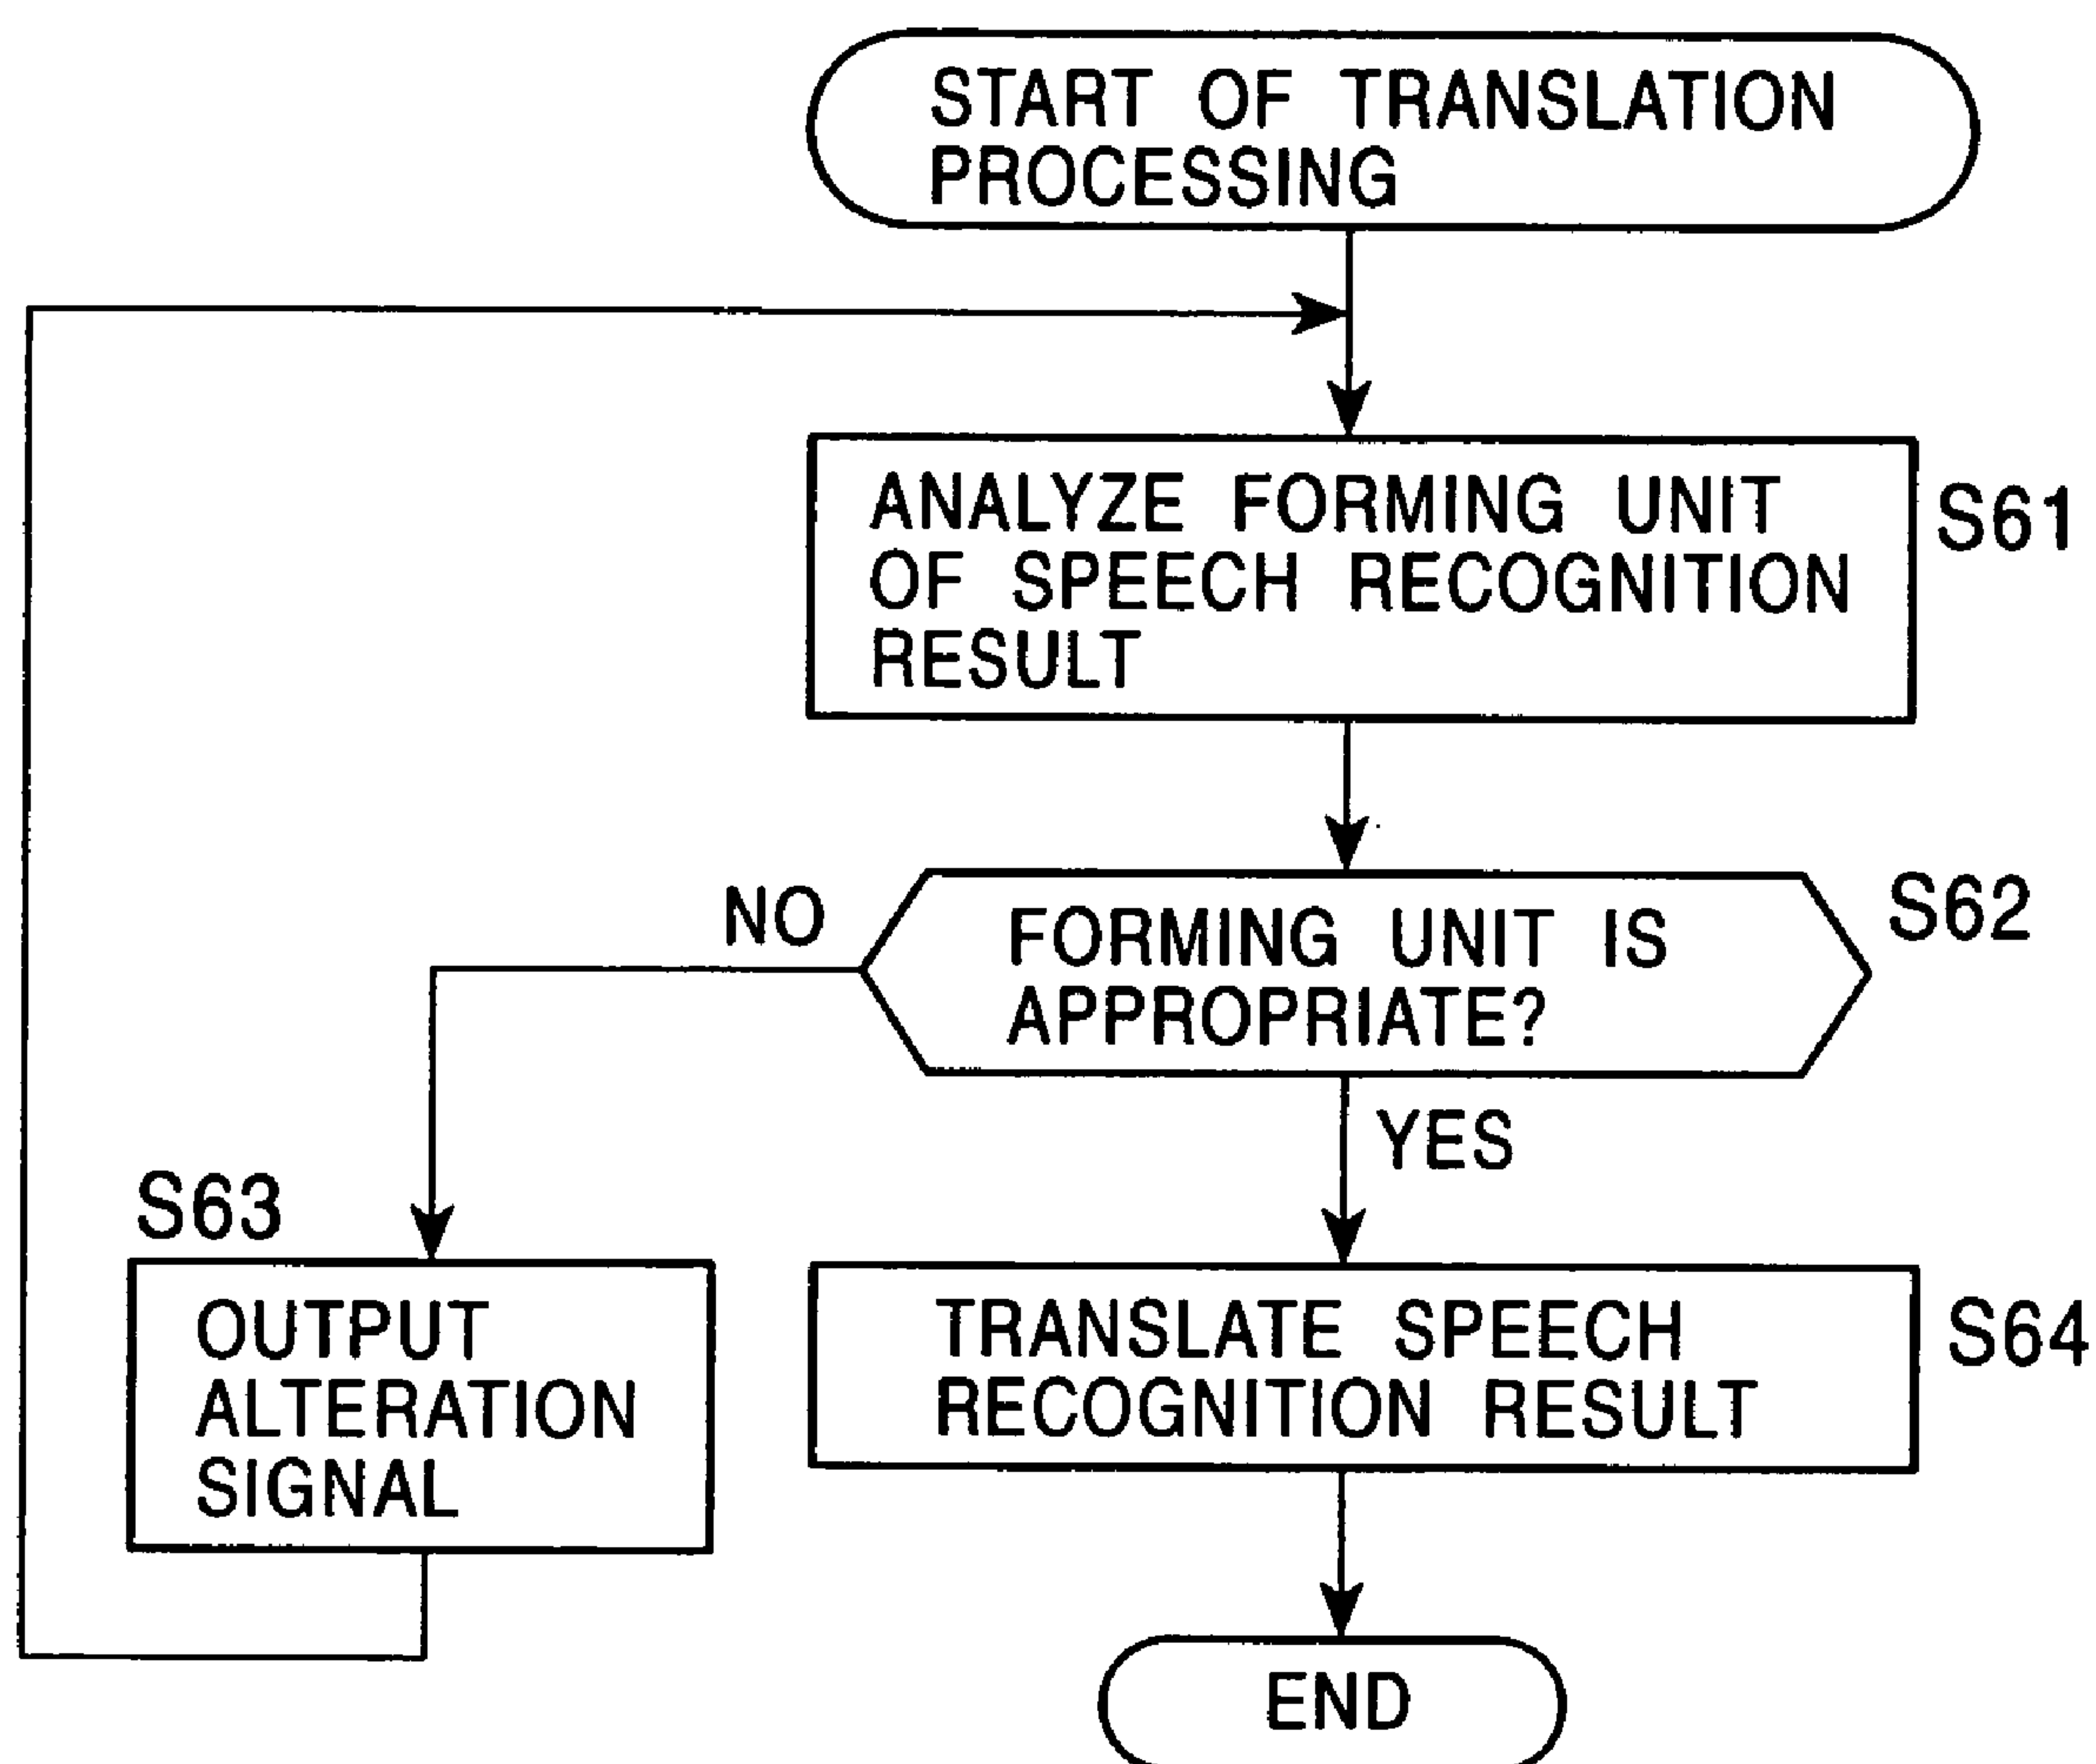 START OF TRANSLATION
PROCESSING
ANALYZE FORMING UNIT
OF SPEECH RECOGNITION
RESULT
S61
FORMING UNIT IS
APPROPRIATE?
S62
NO
YES
S63
OUTPUT
ALTERATION
SIGNAL
TRANSLATE SPEECH
RECOGNITION RESULT
S64
END